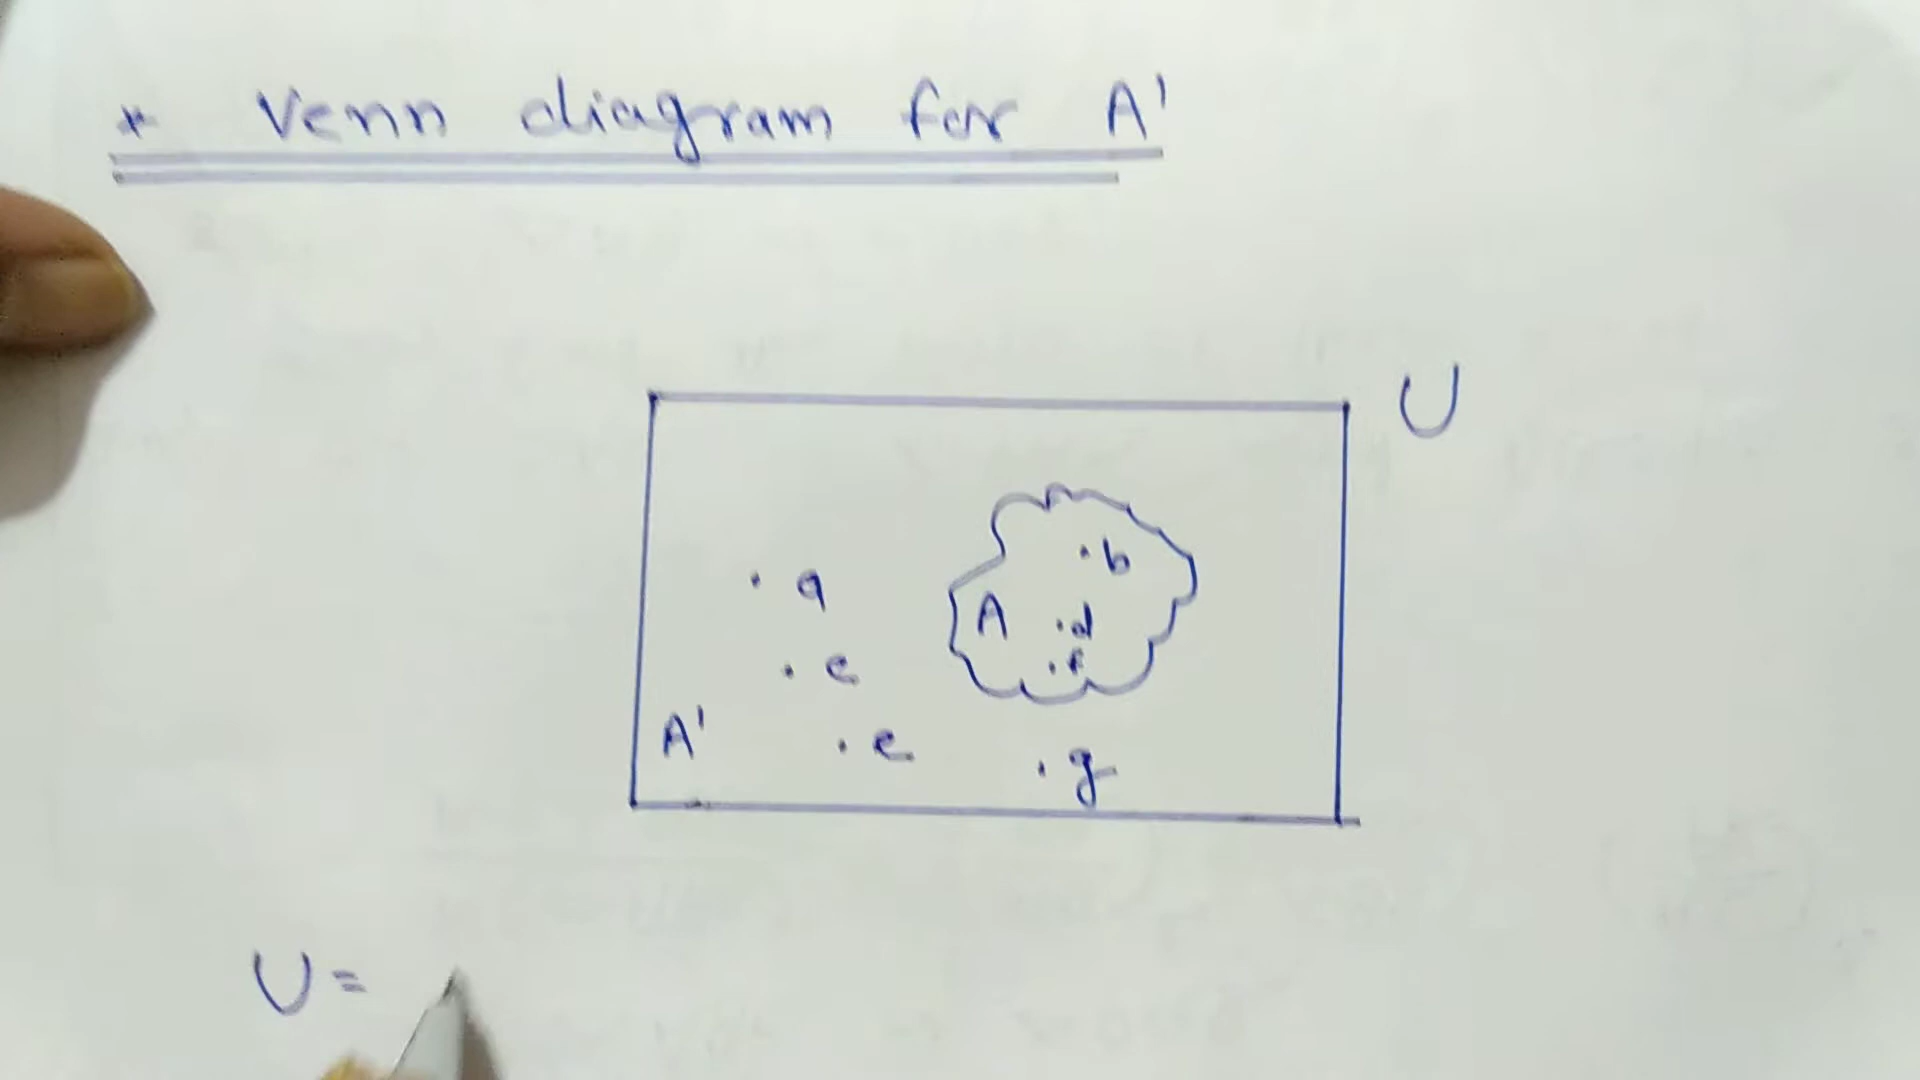 * Venn diagram for A'
U
. b
. a
A . d
. c
. f
A'
. e
. g
U =